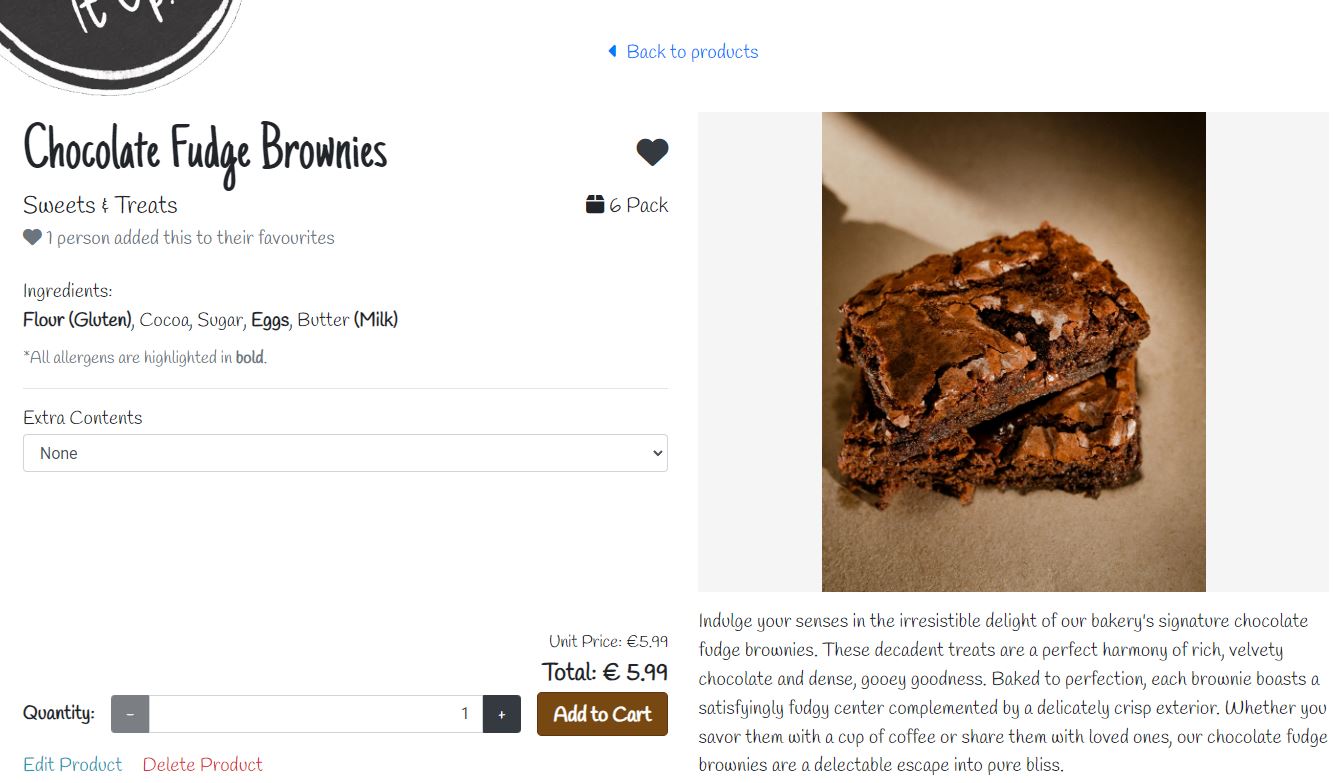 It Up!
Back to products
Chocolate Fudge Brownies
Sweets & Treats
6 Pack
1 person added this to their favourites
Ingredients:
Flour (Gluten), Cocoa, Sugar, Eggs, Butter (Milk)
*All allergens are highlighted in bold.
Extra Contents
None
Unit Price: €5.99
Total: € 5.99
Quantity:
-
1
+
Add to Cart
Edit Product
Delete Product
Indulge your senses in the irresistible delight of our bakery's signature chocolate
fudge brownies. These decadent treats are a perfect harmony of rich, velvety
chocolate and dense, gooey goodness. Baked to perfection, each brownie boasts a
satisfyingly fudgy center complemented by a delicately crisp exterior. Whether you
savor them with a cup of coffee or share them with loved ones, our chocolate fudge
brownies are a delectable escape into pure bliss.